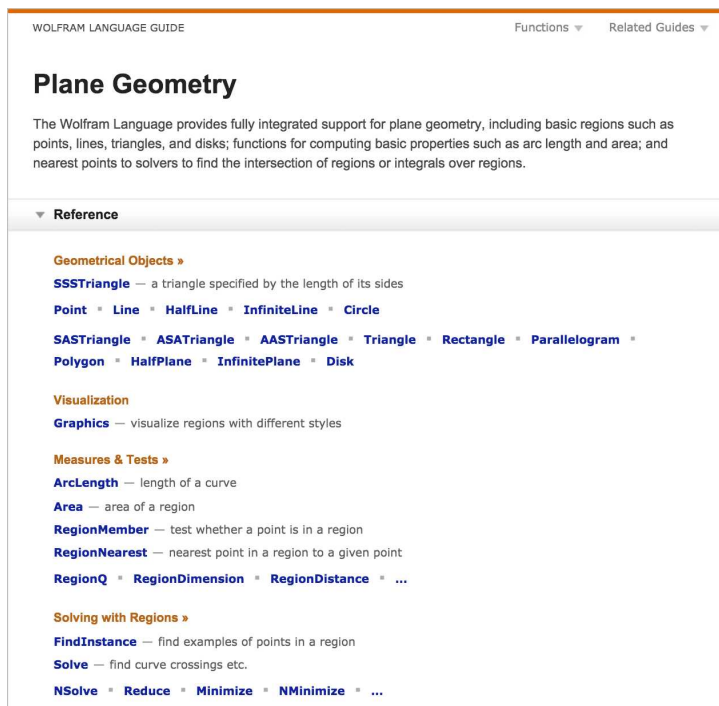 WOLFRAM LANGUAGE GUIDE
Functions ▼ Related Guides ▼
Plane Geometry
The Wolfram Language provides fully integrated support for plane geometry, including basic regions such as
points, lines, triangles, and disks; functions for computing basic properties such as arc length and area; and
nearest points to solvers to find the intersection of regions or integrals over regions.
▼ Reference
Geometrical Objects »
SSSTriangle — a triangle specified by the length of its sides
Point ▪ Line ▪ HalfLine ▪ InfiniteLine ▪ Circle
SASTriangle ▪ ASATriangle ▪ AASTriangle ▪ Triangle ▪ Rectangle ▪ Parallelogram ▪
Polygon ▪ HalfPlane ▪ InfinitePlane ▪ Disk
Visualization
Graphics — visualize regions with different styles
Measures & Tests »
ArcLength — length of a curve
Area — area of a region
RegionMember — test whether a point is in a region
RegionNearest — nearest point in a region to a given point
RegionQ ▪ RegionDimension ▪ RegionDistance ▪ ...
Solving with Regions »
FindInstance — find examples of points in a region
Solve — find curve crossings etc.
NSolve ▪ Reduce ▪ Minimize ▪ NMinimize ▪ ...